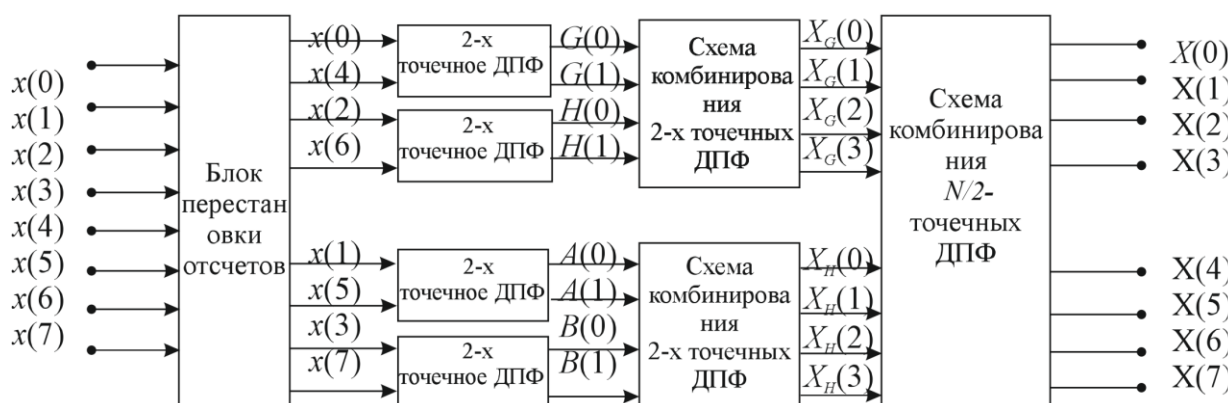 x(0)
x(1)
x(2)
x(3)
x(4)
x(5)
x(6)
x(7)
Блок
перестан
овки
отсчетов
x(0)
x(4)
x(2)
x(6)
x(1)
x(5)
x(3)
x(7)
2-х
точечное ДПФ
2-х
точечное ДПФ
2-х
точечное ДПФ
2-х
точечное ДПФ
G(0)
G(1)
H(0)
H(1)
A(0)
A(1)
B(0)
B(1)
Схема
комбинирова
ния
2-х точечных
ДПФ
Схема
комбинирова
ния
2-х точечных
ДПФ
X_G(0)
X_G(1)
X_G(2)
X_G(3)
X_H(0)
X_H(1)
X_H(2)
X_H(3)
Схема
комбинирова
ния
N/2-
точечных
ДПФ
X(0)
X(1)
X(2)
X(3)
X(4)
X(5)
X(6)
X(7)